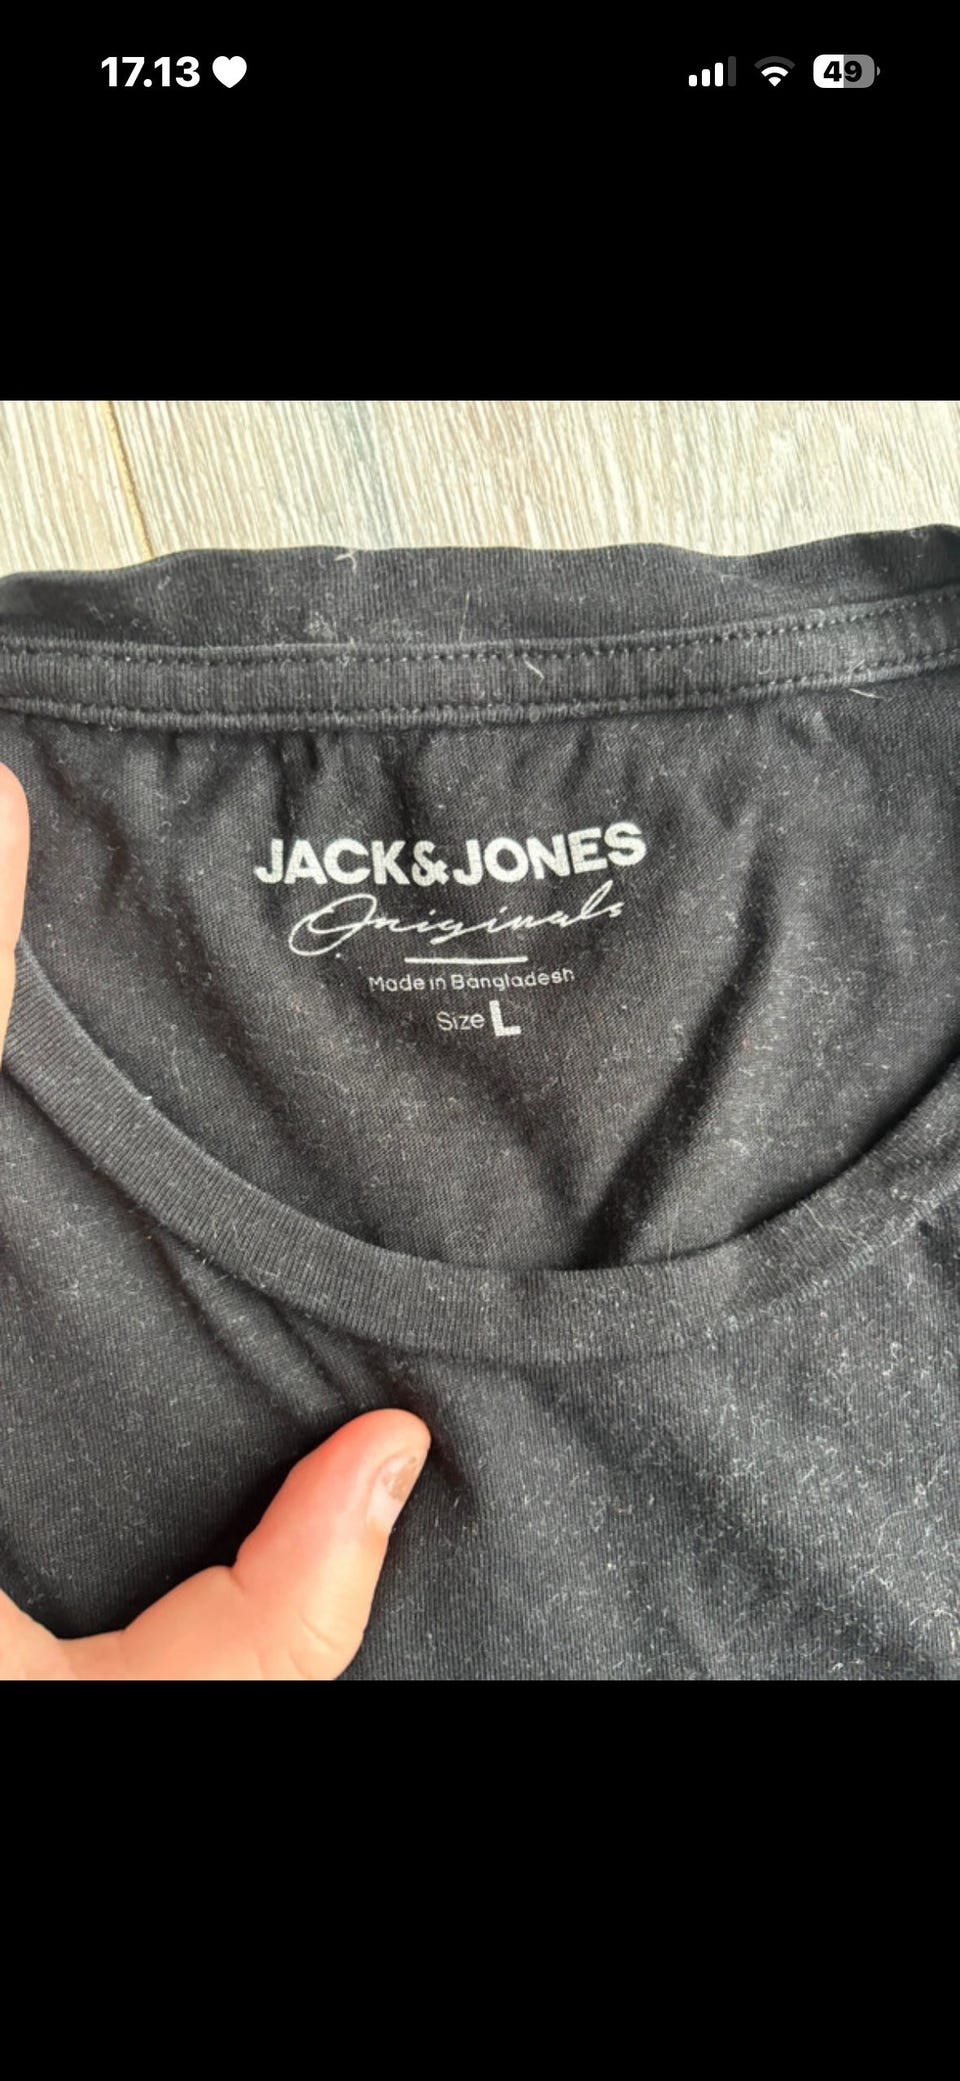 17.13
49
JACK&JONES
Originals
Made in Bangladesh
Size L